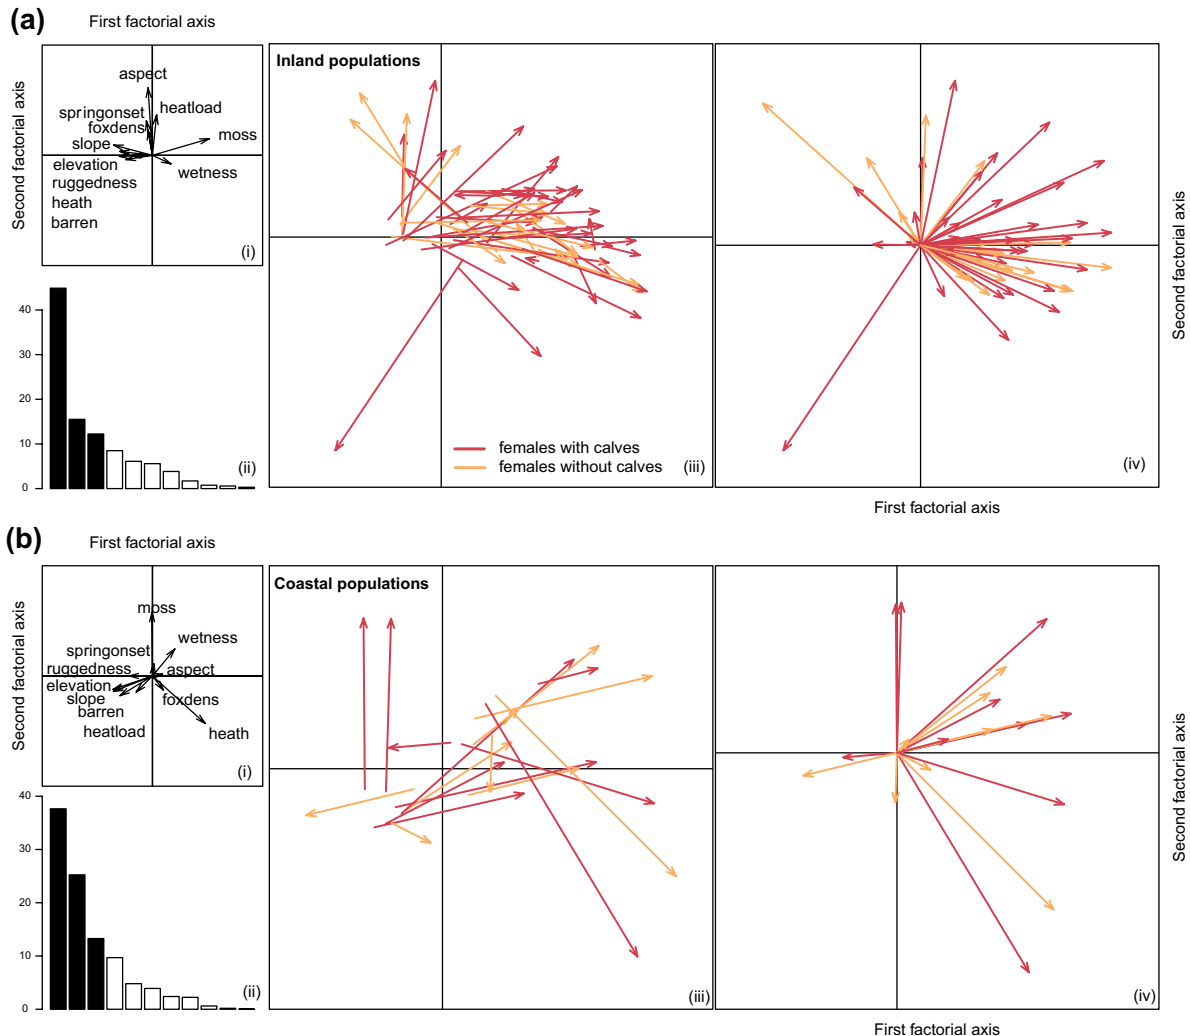 (a)
First factorial axis
Second factorial axis
aspect
springonset
heatload
foxdens
moss
slope
elevation
wetness
ruggedness
heath
barren
(i)
40
30
20
10
0
(ii)
Inland populations
females with calves
females without calves
(iii)
(iv)
Second factorial axis
First factorial axis
(b)
First factorial axis
Second factorial axis
moss
wetness
springonset
ruggedness
aspect
elevation
slope
foxdens
barren
heatload
heath
(i)
40
30
20
10
0
(ii)
Coastal populations
(iii)
(iv)
Second factorial axis
First factorial axis